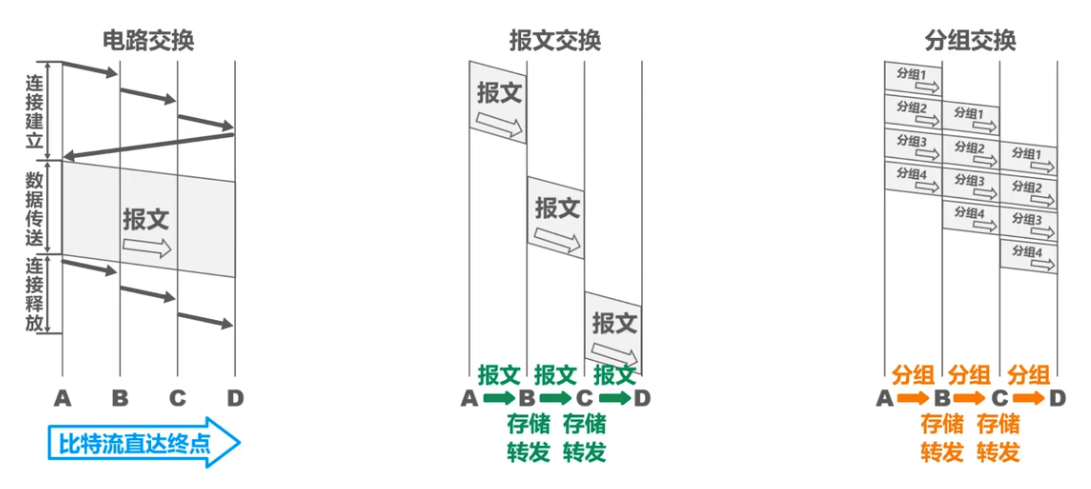 电路交换
连接建立
数据传送
报文
连接释放
A B C D
比特流直达终点
报文交换
报文
报文
报文
报文 报文 报文
A B C D
存储 存储
转发 转发
分组交换
分组1
分组2 分组1
分组3 分组2 分组1
分组4 分组3 分组2
分组4 分组3
分组4
分组 分组 分组
A B C D
存储 存储
转发 转发